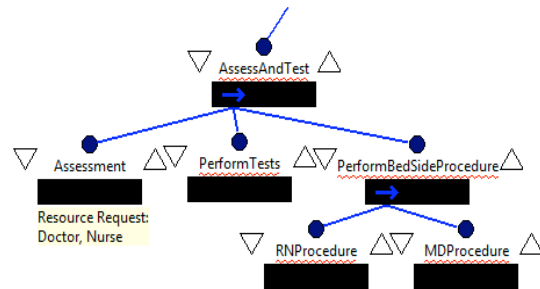 AssessAndTest
Assessment
PerformTests
PerformBedSideProcedure
Resource Request:
Doctor, Nurse
RNProcedure
MDProcedure